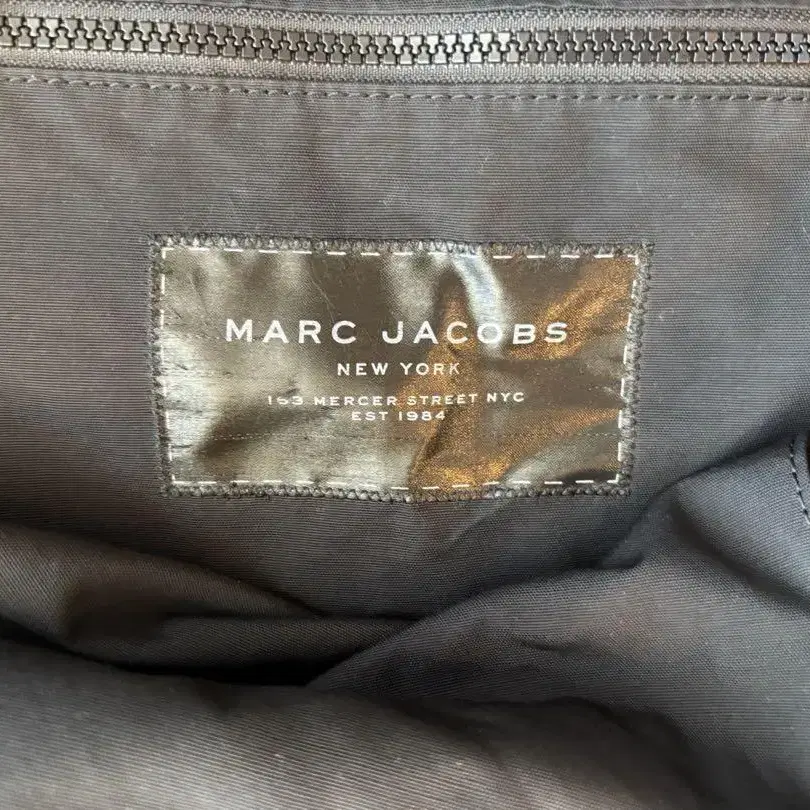 MARC JACOBS
NEW YORK
163 MERCER STREET NYC
EST 1984